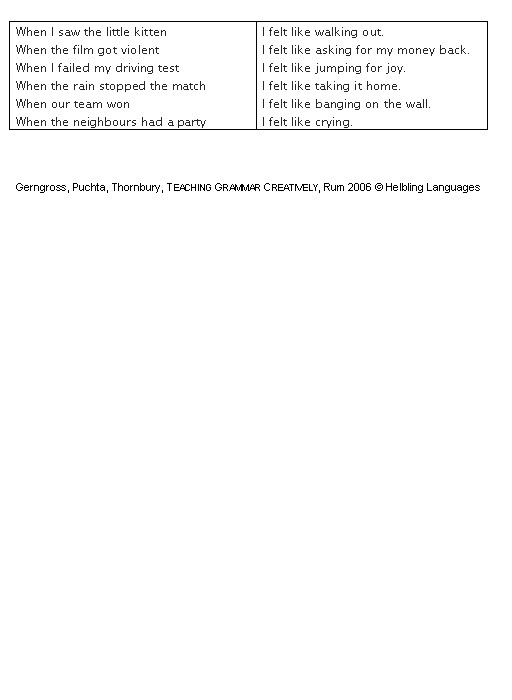 When I saw the little kitten
When the film got violent
When I failed my driving test
When the rain stopped the match
When our team won
When the neighbours had a party
I felt like walking out.
I felt like asking for my money back.
I felt like jumping for joy.
I felt like taking it home.
I felt like banging on the wall.
I felt like crying.
Gerngross, Puchta, Thornbury, TEACHING GRAMMAR CREATIVELY, Rum 2006 © Helbling Languages